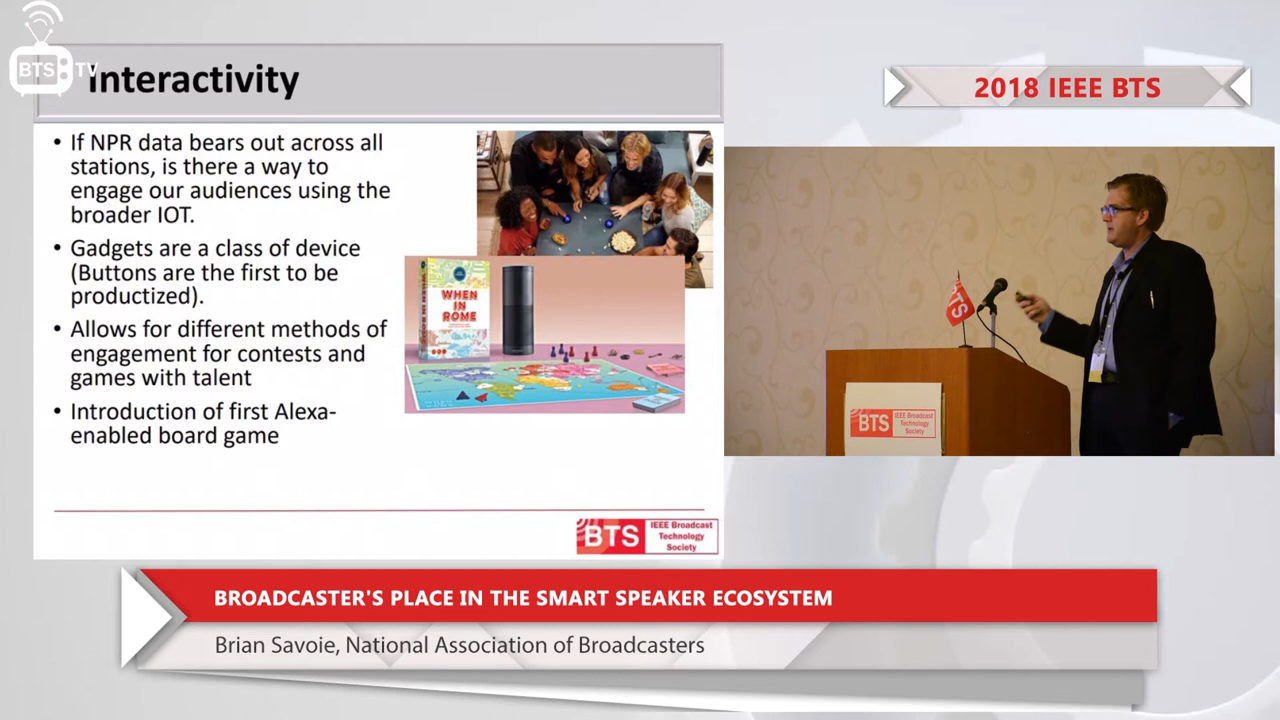 BTS TV
Interactivity
• If NPR data bears out across all
stations, is there a way to
engage our audiences using the
broader IOT.
• Gadgets are a class of device
(Buttons are the first to be
productized).
• Allows for different methods of
engagement for contests and
games with talent
• Introduction of first Alexa-
enabled board game
WHEN
IN
ROME
WHEN IN ROME
BTS
IEEE Broadcast
Technology
Society
2018 IEEE BTS
BTS
BTS
IEEE Broadcast
Technology
Society
BROADCASTER'S PLACE IN THE SMART SPEAKER ECOSYSTEM
Brian Savoie, National Association of Broadcasters